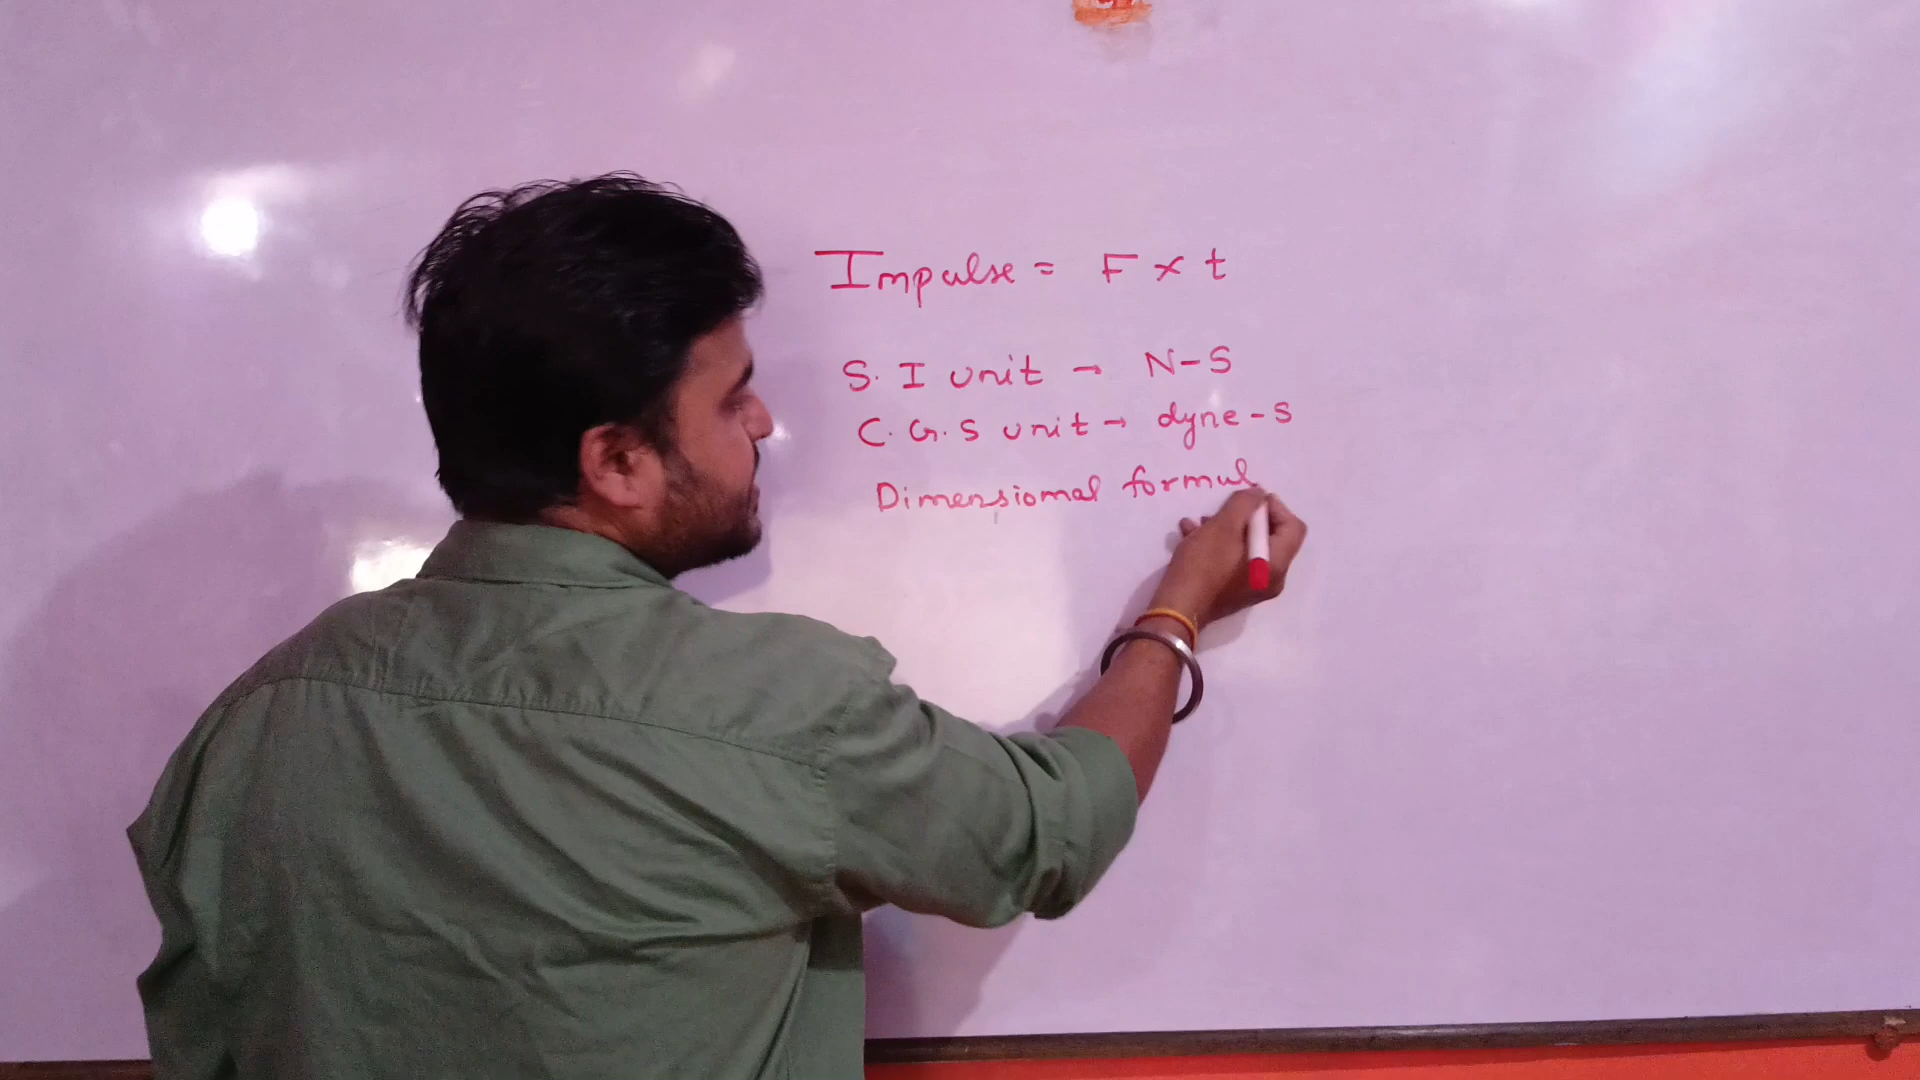 Impulse = F × t
S. I unit → N-S
C. G. S unit → dyne-s
Dimensional formul